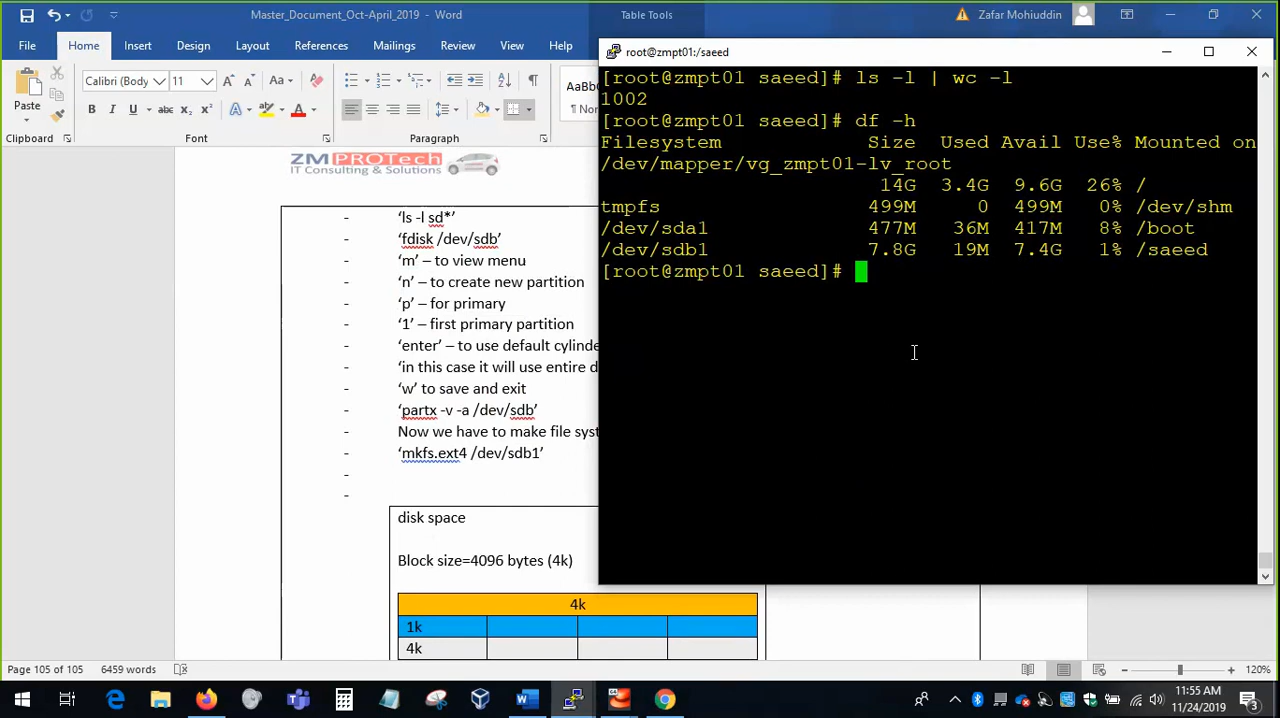 Master_Document_Oct-April_2019 - Word
Table Tools
Zafar Mohiuddin
File Home Insert Design Layout References Mailings Review View Help
Calibri (Body) 11
Paste
Clipboard
Font
ZMPROTech
IT Consulting & Solutions
- 'ls -l sd*'
- 'fdisk /dev/sdb'
- 'm' – to view menu
- 'n' – to create new partition
- 'p' – for primary
- '1' – first primary partition
- 'enter' – to use default cylinde
- 'in this case it will use entire d
- 'w' to save and exit
- 'partx -v -a /dev/sdb'
- Now we have to make file syst
- 'mkfs.ext4 /dev/sdb1'
-
-
disk space
Block size=4096 bytes (4k)
4k
1k
4k
root@zmpt01:/saeed
[root@zmpt01 saeed]# ls -l | wc -l
1002
[root@zmpt01 saeed]# df -h
Filesystem Size Used Avail Use% Mounted on
/dev/mapper/vg_zmpt01-lv_root
14G 3.4G 9.6G 26% /
tmpfs 499M 0 499M 0% /dev/shm
/dev/sda1 477M 36M 417M 8% /boot
/dev/sdb1 7.8G 19M 7.4G 1% /saeed
[root@zmpt01 saeed]#
Page 105 of 105 6459 words
120%
11:55 AM
11/24/2019
3